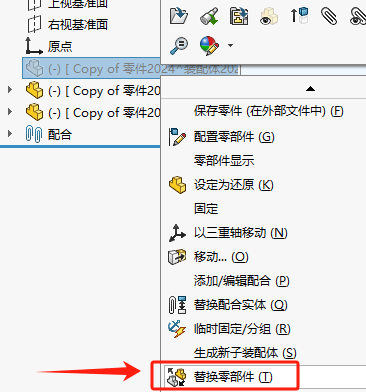 上视基准面
右视基准面
原点
(-) [ Copy of 零件2024^装配体202
(-) [ Copy of 零件20
(-) [ Copy of 零件20
配合
保存零件 (在外部文件中) (F)
配置零部件 (G)
零部件显示
设定为还原 (K)
固定
以三重轴移动 (N)
移动... (O)
添加/编辑配合 (P)
替换配合实体 (Q)
临时固定/分组 (R)
生成新子装配体 (S)
替换零部件 (T)